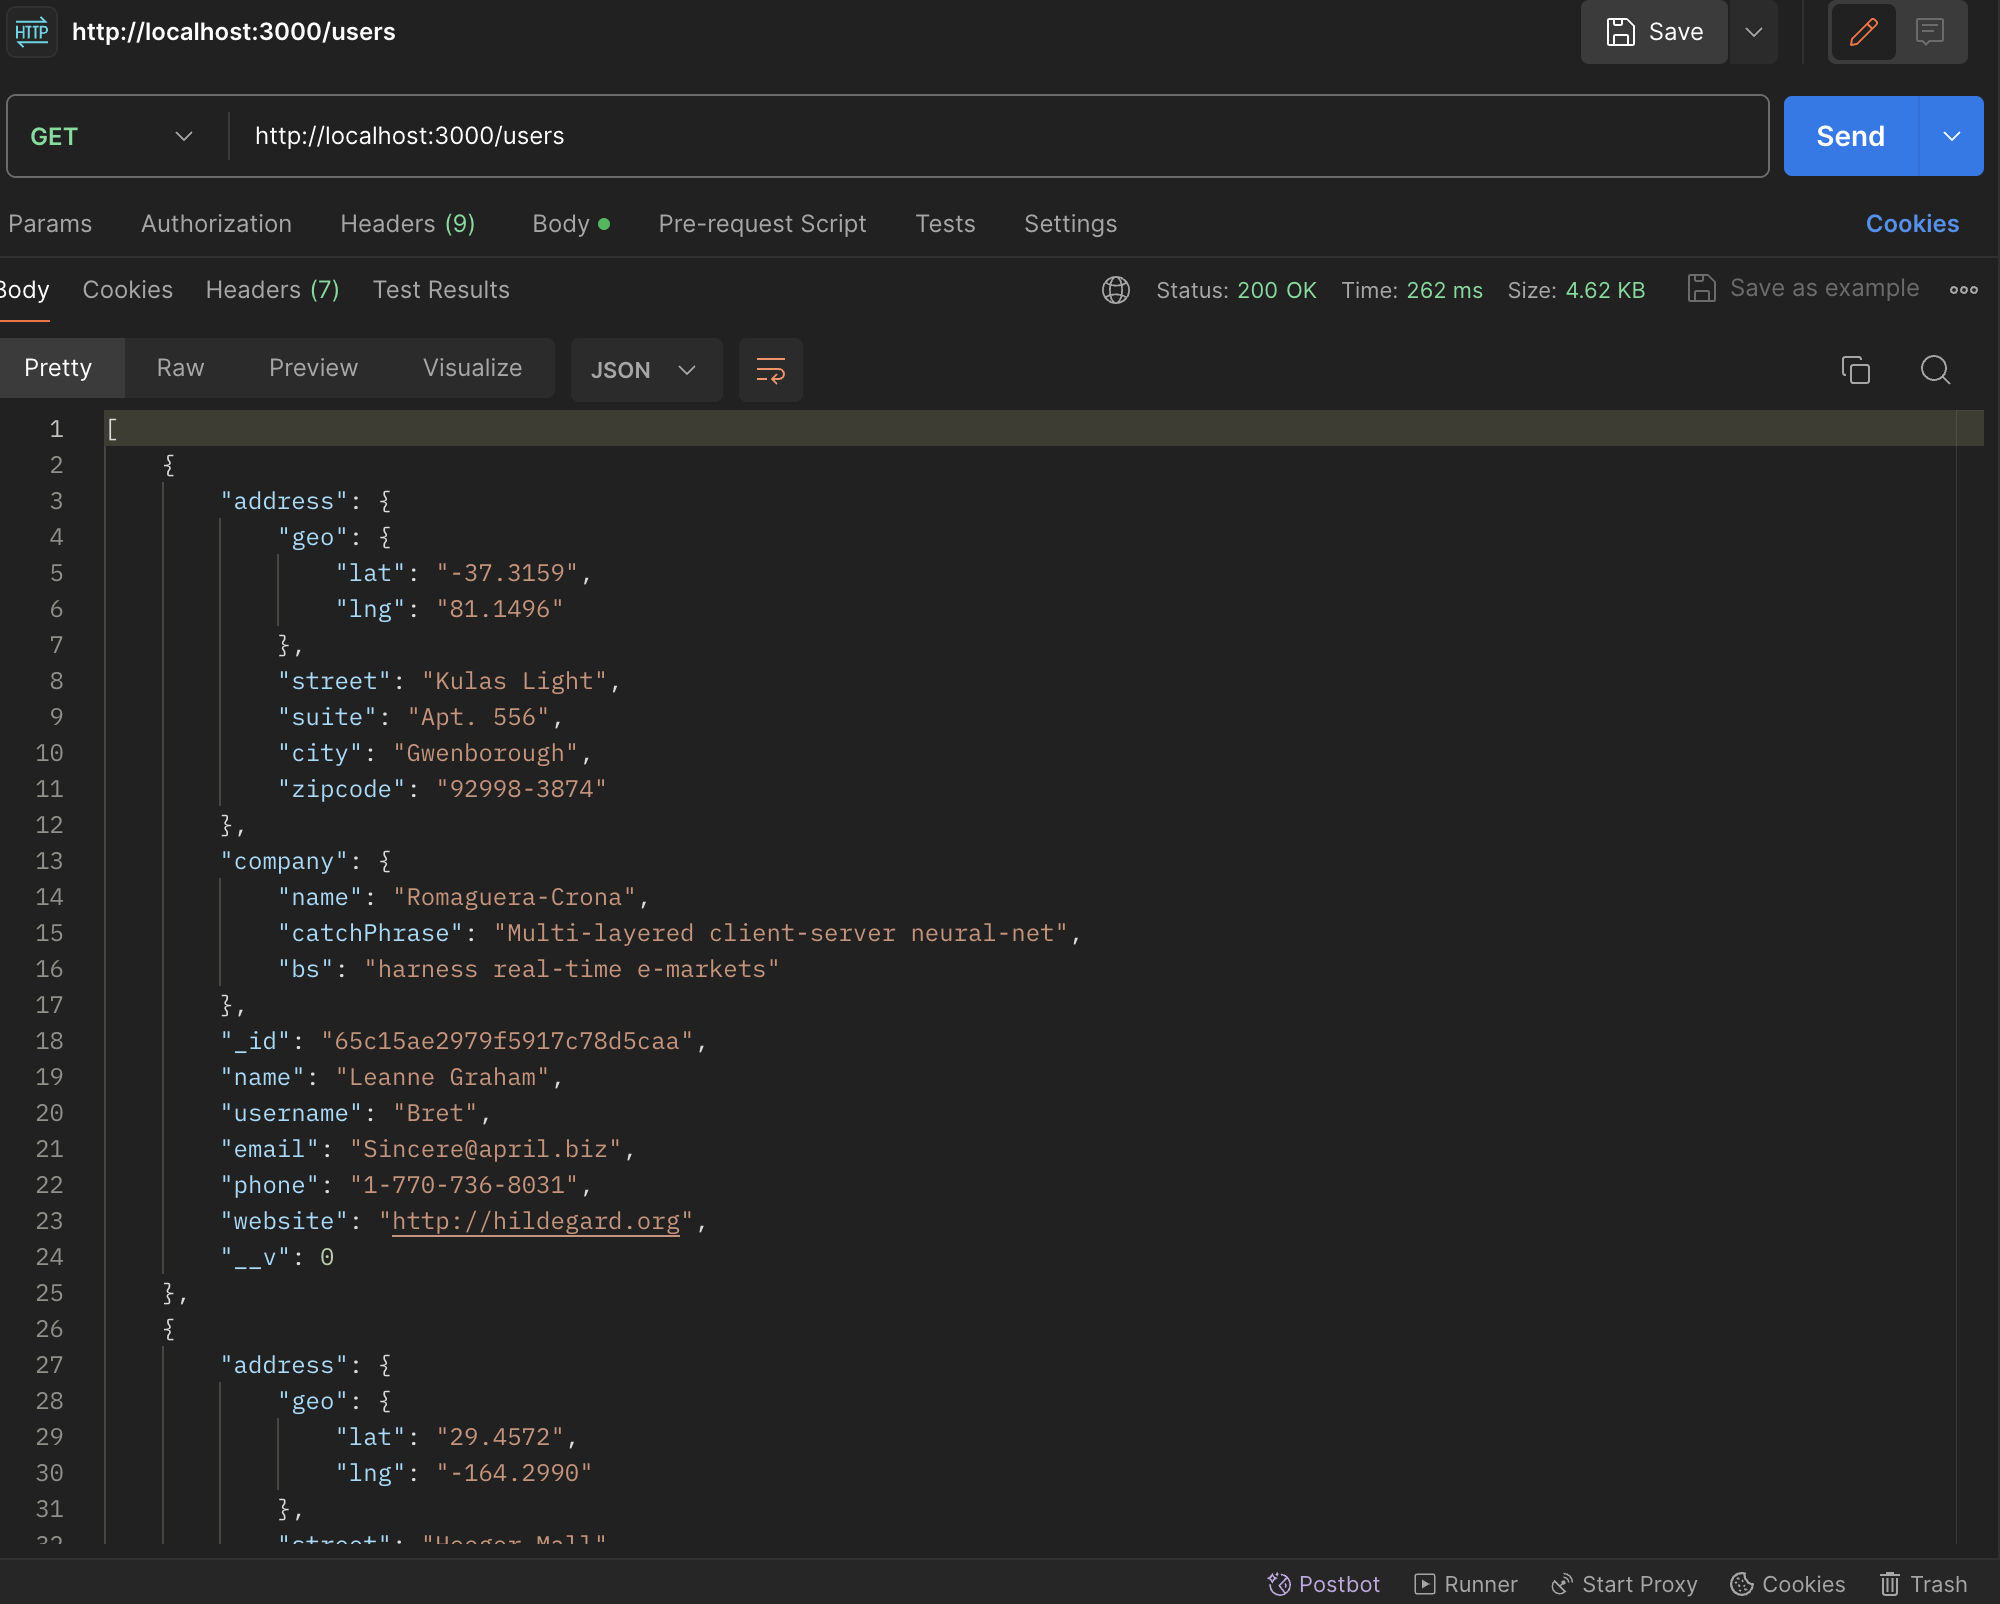 HTTP http://localhost:3000/users Save
GET http://localhost:3000/users Send
Params Authorization Headers (9) Body Pre-request Script Tests Settings Cookies
Body Cookies Headers (7) Test Results Status: 200 OK Time: 262 ms Size: 4.62 KB Save as example
Pretty Raw Preview Visualize JSON
1 [
2 {
3 "address": {
4 "geo": {
5 "lat": "-37.3159",
6 "lng": "81.1496"
7 },
8 "street": "Kulas Light",
9 "suite": "Apt. 556",
10 "city": "Gwenborough",
11 "zipcode": "92998-3874"
12 },
13 "company": {
14 "name": "Romaguera-Crona",
15 "catchPhrase": "Multi-layered client-server neural-net",
16 "bs": "harness real-time e-markets"
17 },
18 "_id": "65c15ae2979f5917c78d5caa",
19 "name": "Leanne Graham",
20 "username": "Bret",
21 "email": "Sincere@april.biz",
22 "phone": "1-770-736-8031",
23 "website": "http://hildegard.org",
24 "__v": 0
25 },
26 {
27 "address": {
28 "geo": {
29 "lat": "29.4572",
30 "lng": "-164.2990"
31 },
32 "street": "Hoeger Mall"
Postbot Runner Start Proxy Cookies Trash